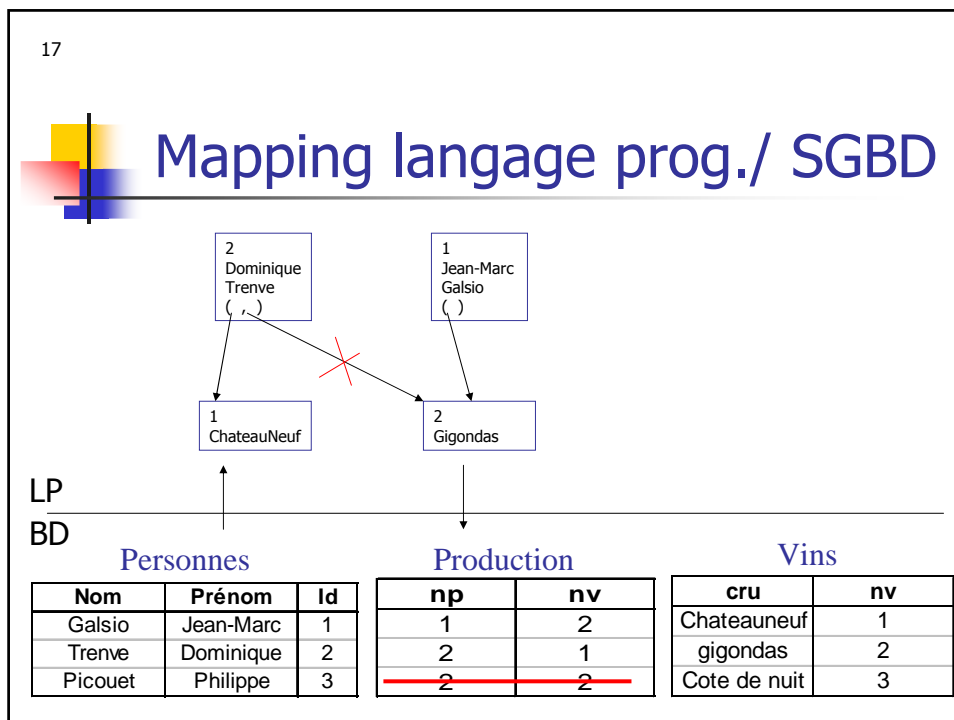 17
Mapping langage prog./ SGBD
2
Dominique
Trenve
( , )
1
Jean-Marc
Galsio
( )
1
ChateauNeuf
2
Gigondas
LP
BD
Personnes
Nom Prénom Id
Galsio Jean-Marc 1
Trenve Dominique 2
Picouet Philippe 3
Production
np nv
1 2
2 1
2 2
Vins
cru nv
Chateauneuf 1
gigondas 2
Cote de nuit 3